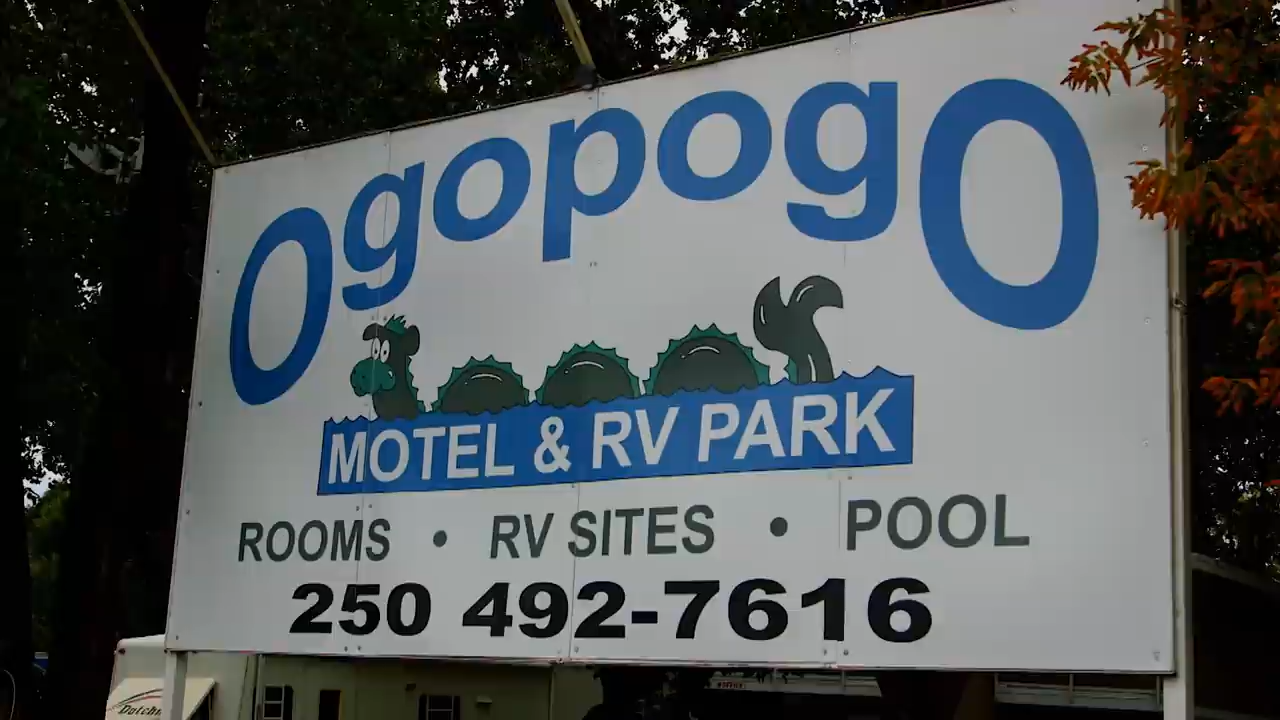 OgopogO
MOTEL & RV PARK
ROOMS • RV SITES • POOL
250 492-7616